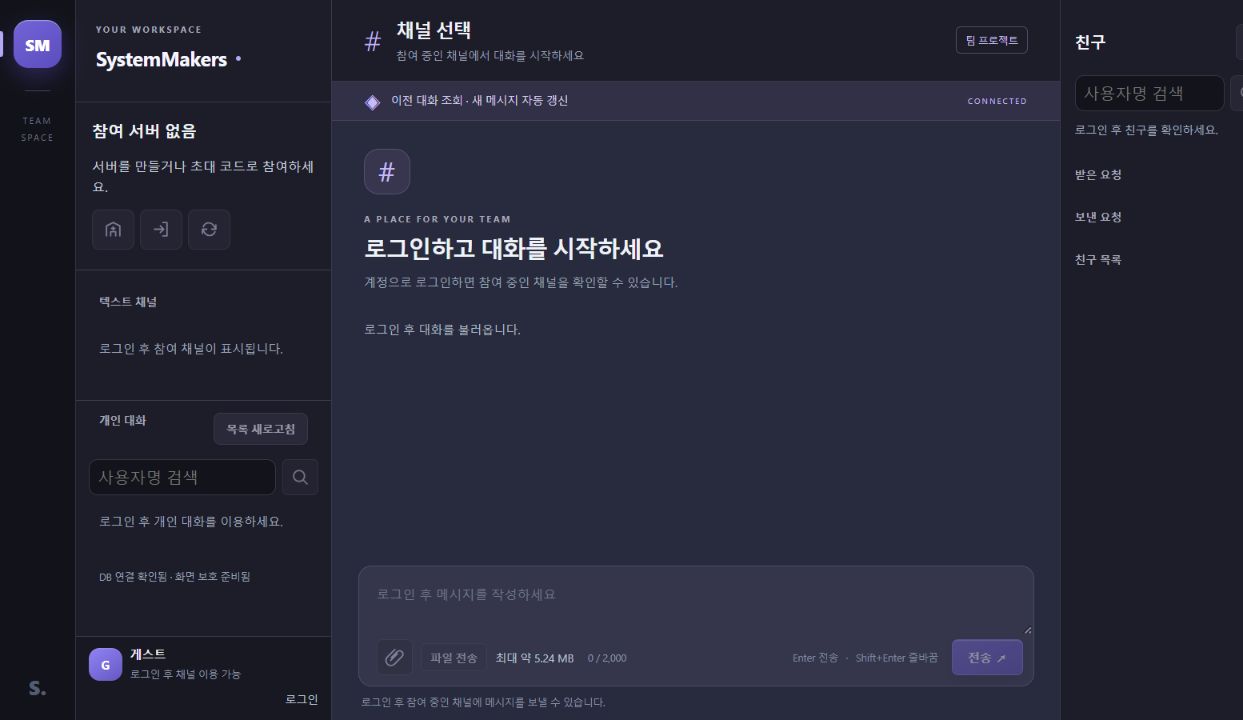 SM
TEAM
SPACE
S.
YOUR WORKSPACE
SystemMakers
참여 서버 없음
서버를 만들거나 초대 코드로 참여하세
요.
텍스트 채널
로그인 후 참여 채널이 표시됩니다.
개인 대화
목록 새로고침
사용자명 검색
로그인 후 개인 대화를 이용하세요.
DB 연결 확인됨 · 화면 보호 준비됨
G
게스트
로그인 후 채널 이용 가능
로그인
# 채널 선택
참여 중인 채널에서 대화를 시작하세요
팀 프로젝트
이전 대화 조회 · 새 메시지 자동 갱신
CONNECTED
#
A PLACE FOR YOUR TEAM
로그인하고 대화를 시작하세요
계정으로 로그인하면 참여 중인 채널을 확인할 수 있습니다.
로그인 후 대화를 불러옵니다.
로그인 후 메시지를 작성하세요
파일 전송
최대 약 5.24 MB
0 / 2,000
Enter 전송 · Shift+Enter 줄바꿈
전송 ↗
로그인 후 참여 중인 채널에 메시지를 보낼 수 있습니다.
친구
사용자명 검색
로그인 후 친구를 확인하세요.
받은 요청
보낸 요청
친구 목록